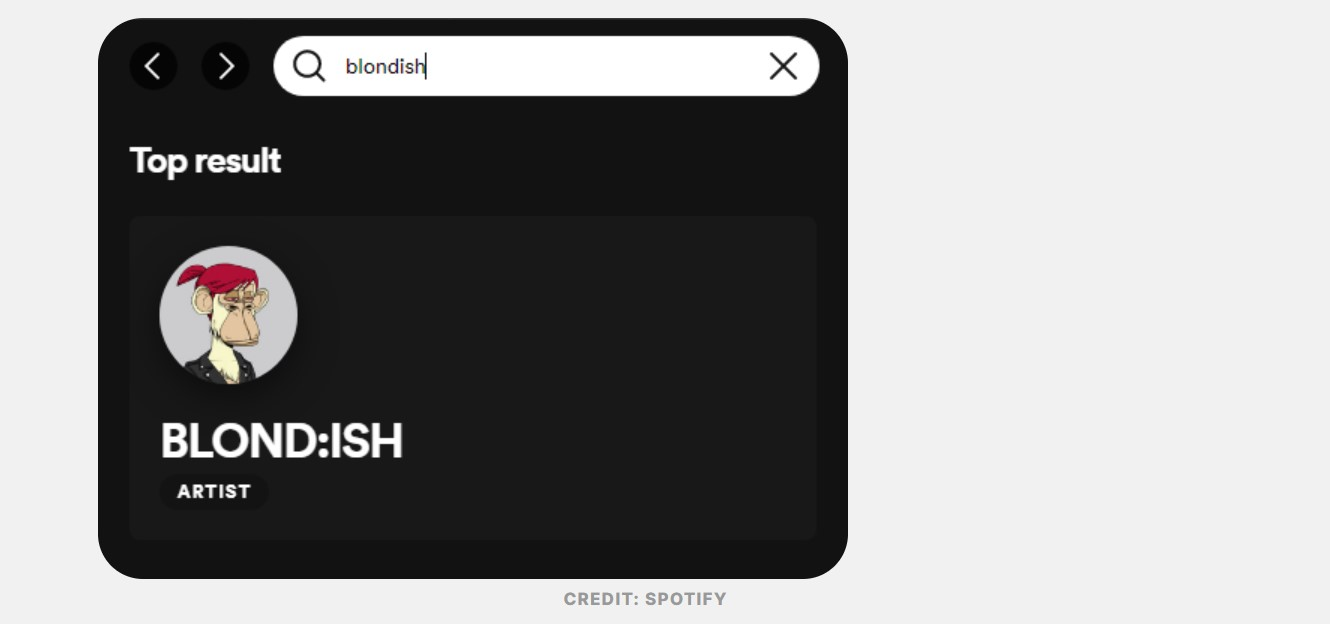 blondish
Top result
BLOND:ISH
ARTIST
CREDIT: SPOTIFY